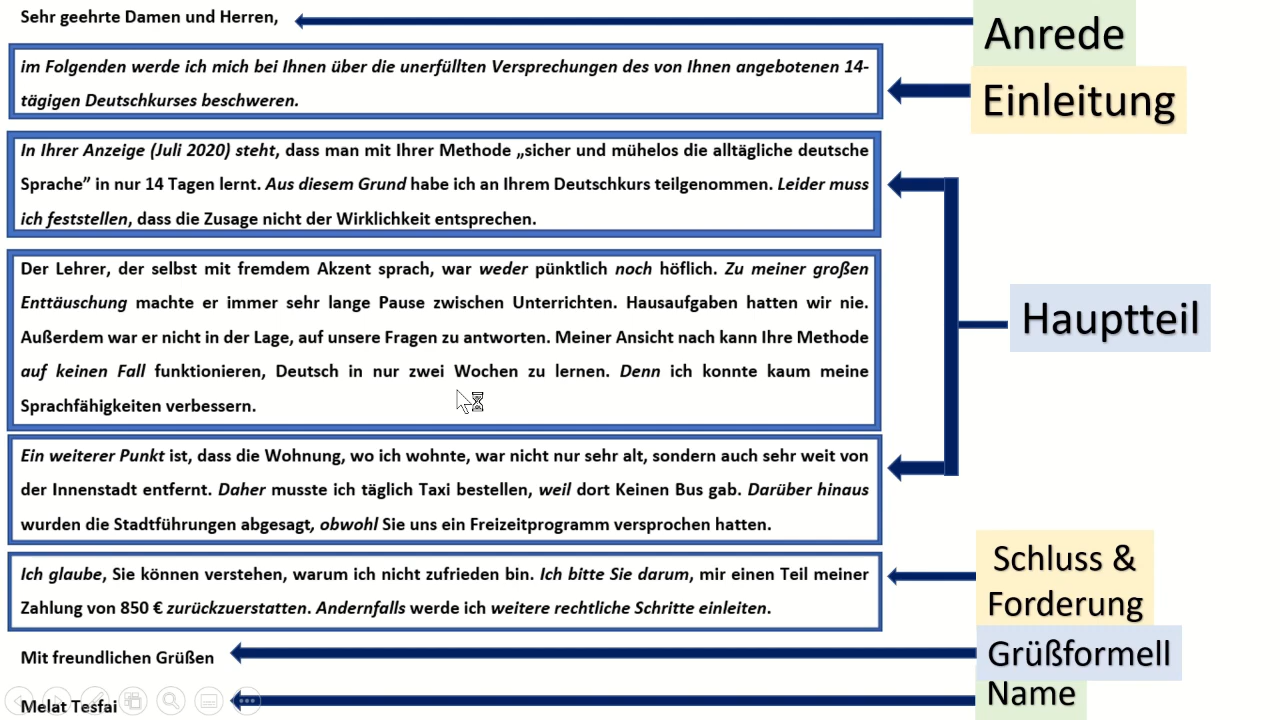 Sehr geehrte Damen und Herren,
Anrede
im Folgenden werde ich mich bei Ihnen über die unerfüllten Versprechungen des von Ihnen angebotenen 14-
tägigen Deutschkurses beschweren.
Einleitung
In Ihrer Anzeige (Juli 2020) steht, dass man mit Ihrer Methode „sicher und mühelos die alltägliche deutsche
Sprache” in nur 14 Tagen lernt. Aus diesem Grund habe ich an Ihrem Deutschkurs teilgenommen. Leider muss
ich feststellen, dass die Zusage nicht der Wirklichkeit entsprechen.
Der Lehrer, der selbst mit fremdem Akzent sprach, war weder pünktlich noch höflich. Zu meiner großen
Enttäuschung machte er immer sehr lange Pause zwischen Unterrichten. Hausaufgaben hatten wir nie.
Außerdem war er nicht in der Lage, auf unsere Fragen zu antworten. Meiner Ansicht nach kann Ihre Methode
auf keinen Fall funktionieren, Deutsch in nur zwei Wochen zu lernen. Denn ich konnte kaum meine
Sprachfähigkeiten verbessern.
Hauptteil
Ein weiterer Punkt ist, dass die Wohnung, wo ich wohnte, war nicht nur sehr alt, sondern auch sehr weit von
der Innenstadt entfernt. Daher musste ich täglich Taxi bestellen, weil dort Keinen Bus gab. Darüber hinaus
wurden die Stadtführungen abgesagt, obwohl Sie uns ein Freizeitprogramm versprochen hatten.
Ich glaube, Sie können verstehen, warum ich nicht zufrieden bin. Ich bitte Sie darum, mir einen Teil meiner
Zahlung von 850 € zurückzuerstatten. Andernfalls werde ich weitere rechtliche Schritte einleiten.
Schluss &
Forderung
Mit freundlichen Grüßen
Grüßformell
Melat Tesfai
Name